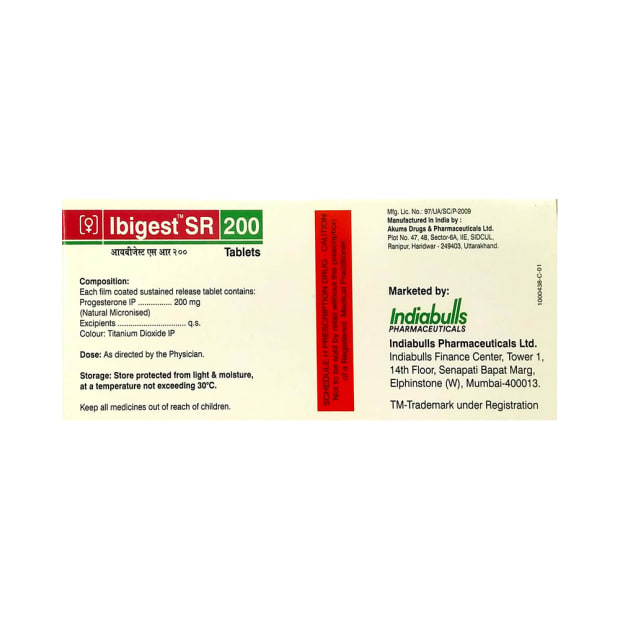 Ibigest™ SR 200
आयबीजेस्ट एस आर २००
Tablets
Composition:
Each film coated sustained release tablet contains:
Progesterone IP ................ 200 mg
(Natural Micronised)
Excipients ................................ q.s.
Colour: Titanium Dioxide IP
Dose: As directed by the Physician.
Storage: Store protected from light & moisture,
at a temperature not exceeding 30°C.
Keep all medicines out of reach of children.
SCHEDULE H PRESCRIPTION DRUG - CAUTION
Not to be sold by retail without the prescription
of a Registered Medical Practitioner.
Mfg. Lic. No.: 97/UA/SC/P-2009
Manufactured in India by :
Akums Drugs & Pharmaceuticals Ltd.
Plot No. 47, 48, Sector-6A, IIE, SIDCUL,
Ranipur, Haridwar - 249403, Uttarakhand.
Marketed by:
Indiabulls
PHARMACEUTICALS
Indiabulls Pharmaceuticals Ltd.
Indiabulls Finance Center, Tower 1,
14th Floor, Senapati Bapat Marg,
Elphinstone (W), Mumbai-400013.
TM-Trademark under Registration
1000438-C-01